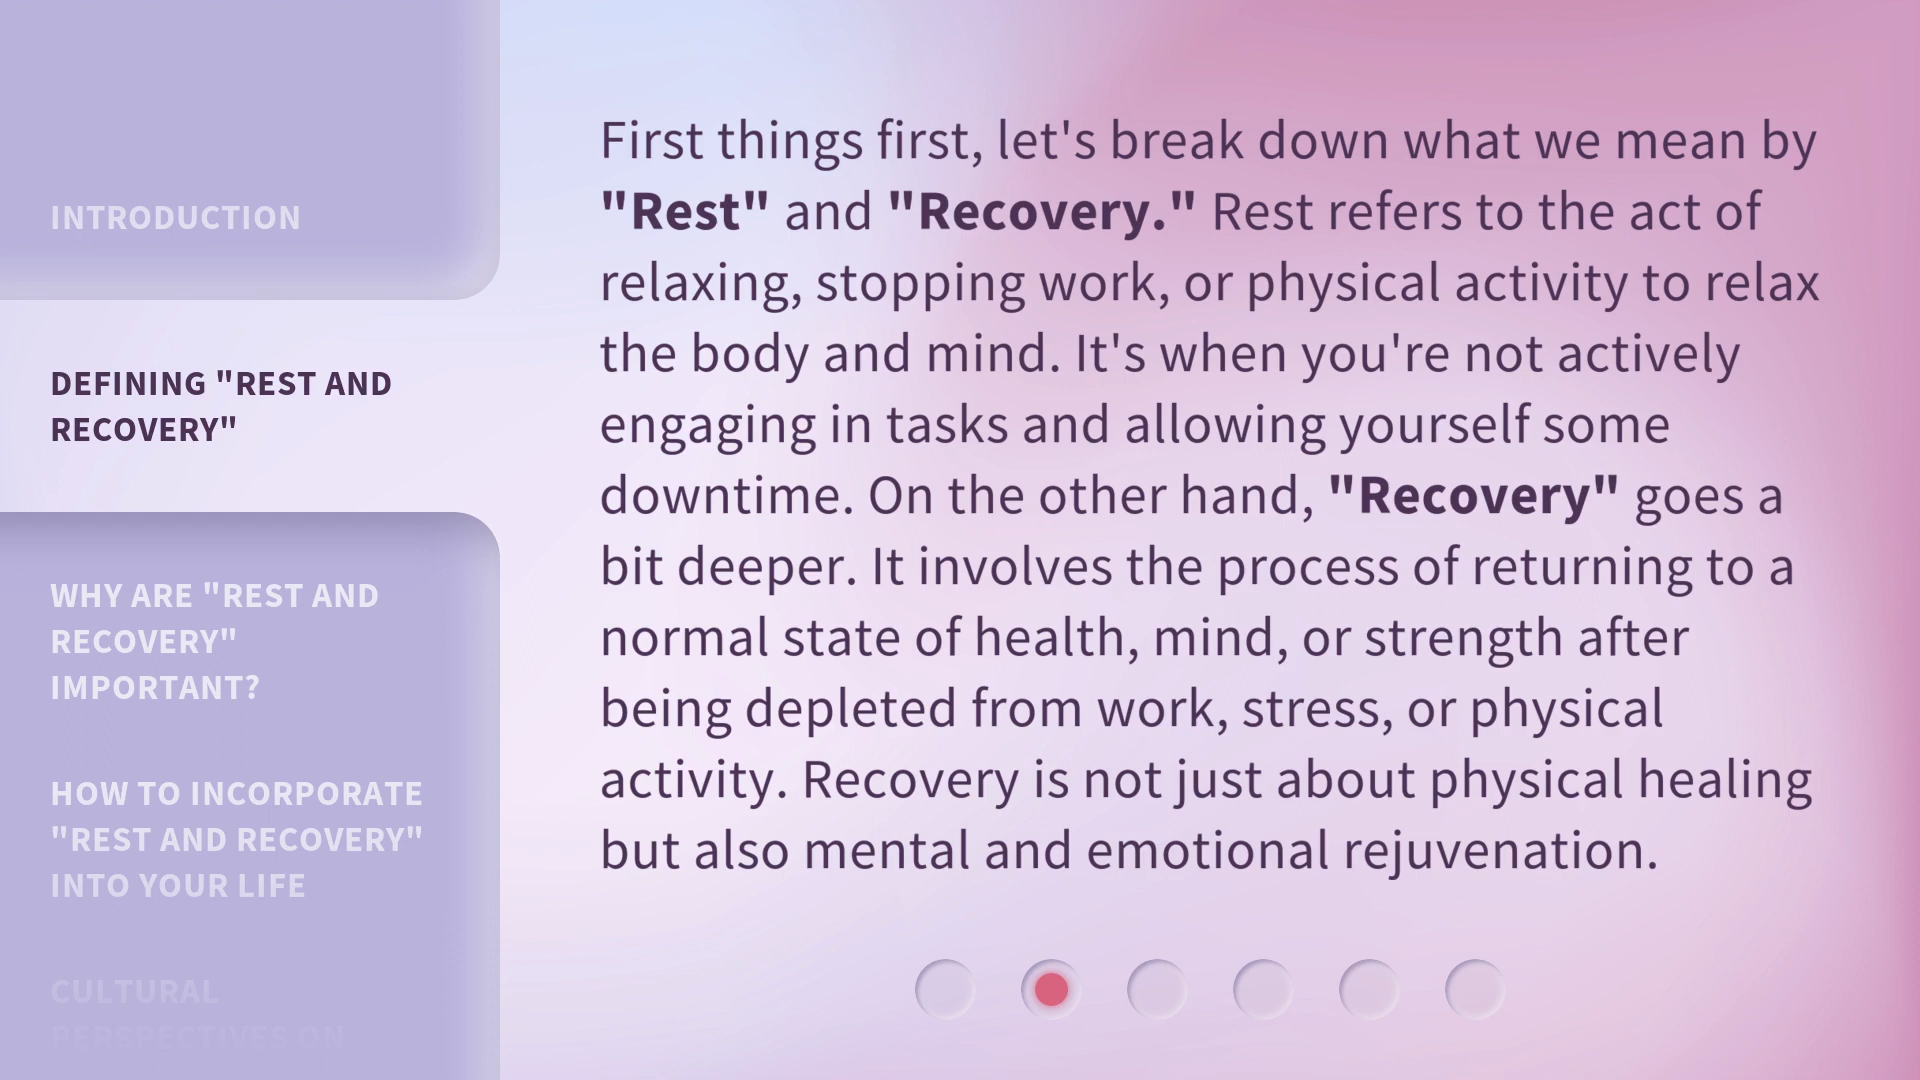 INTRODUCTION
DEFINING "REST AND
RECOVERY"
WHY ARE "REST AND
RECOVERY"
IMPORTANT?
HOW TO INCORPORATE
"REST AND RECOVERY"
INTO YOUR LIFE
CULTURAL
PERSPECTIVES ON
First things first, let's break down what we mean by
"Rest" and "Recovery." Rest refers to the act of
relaxing, stopping work, or physical activity to relax
the body and mind. It's when you're not actively
engaging in tasks and allowing yourself some
downtime. On the other hand, "Recovery" goes a
bit deeper. It involves the process of returning to a
normal state of health, mind, or strength after
being depleted from work, stress, or physical
activity. Recovery is not just about physical healing
but also mental and emotional rejuvenation.